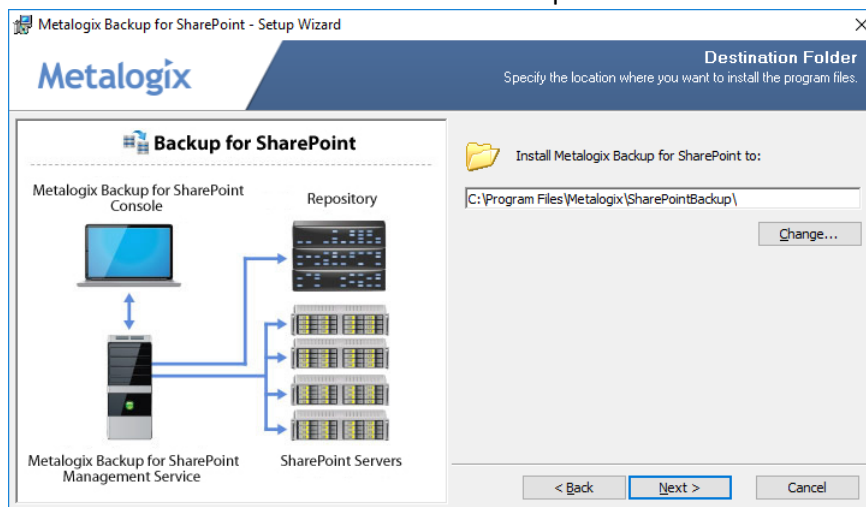 Metalogix Backup for SharePoint - Setup Wizard
Metalogix
Destination Folder
Specify the location where you want to install the program files.
Backup for SharePoint
Metalogix Backup for SharePoint
Console
Repository
Metalogix Backup for SharePoint
Management Service
SharePoint Servers
Install Metalogix Backup for SharePoint to:
C:\Program Files\Metalogix\SharePointBackup\
Change...
< Back
Next >
Cancel